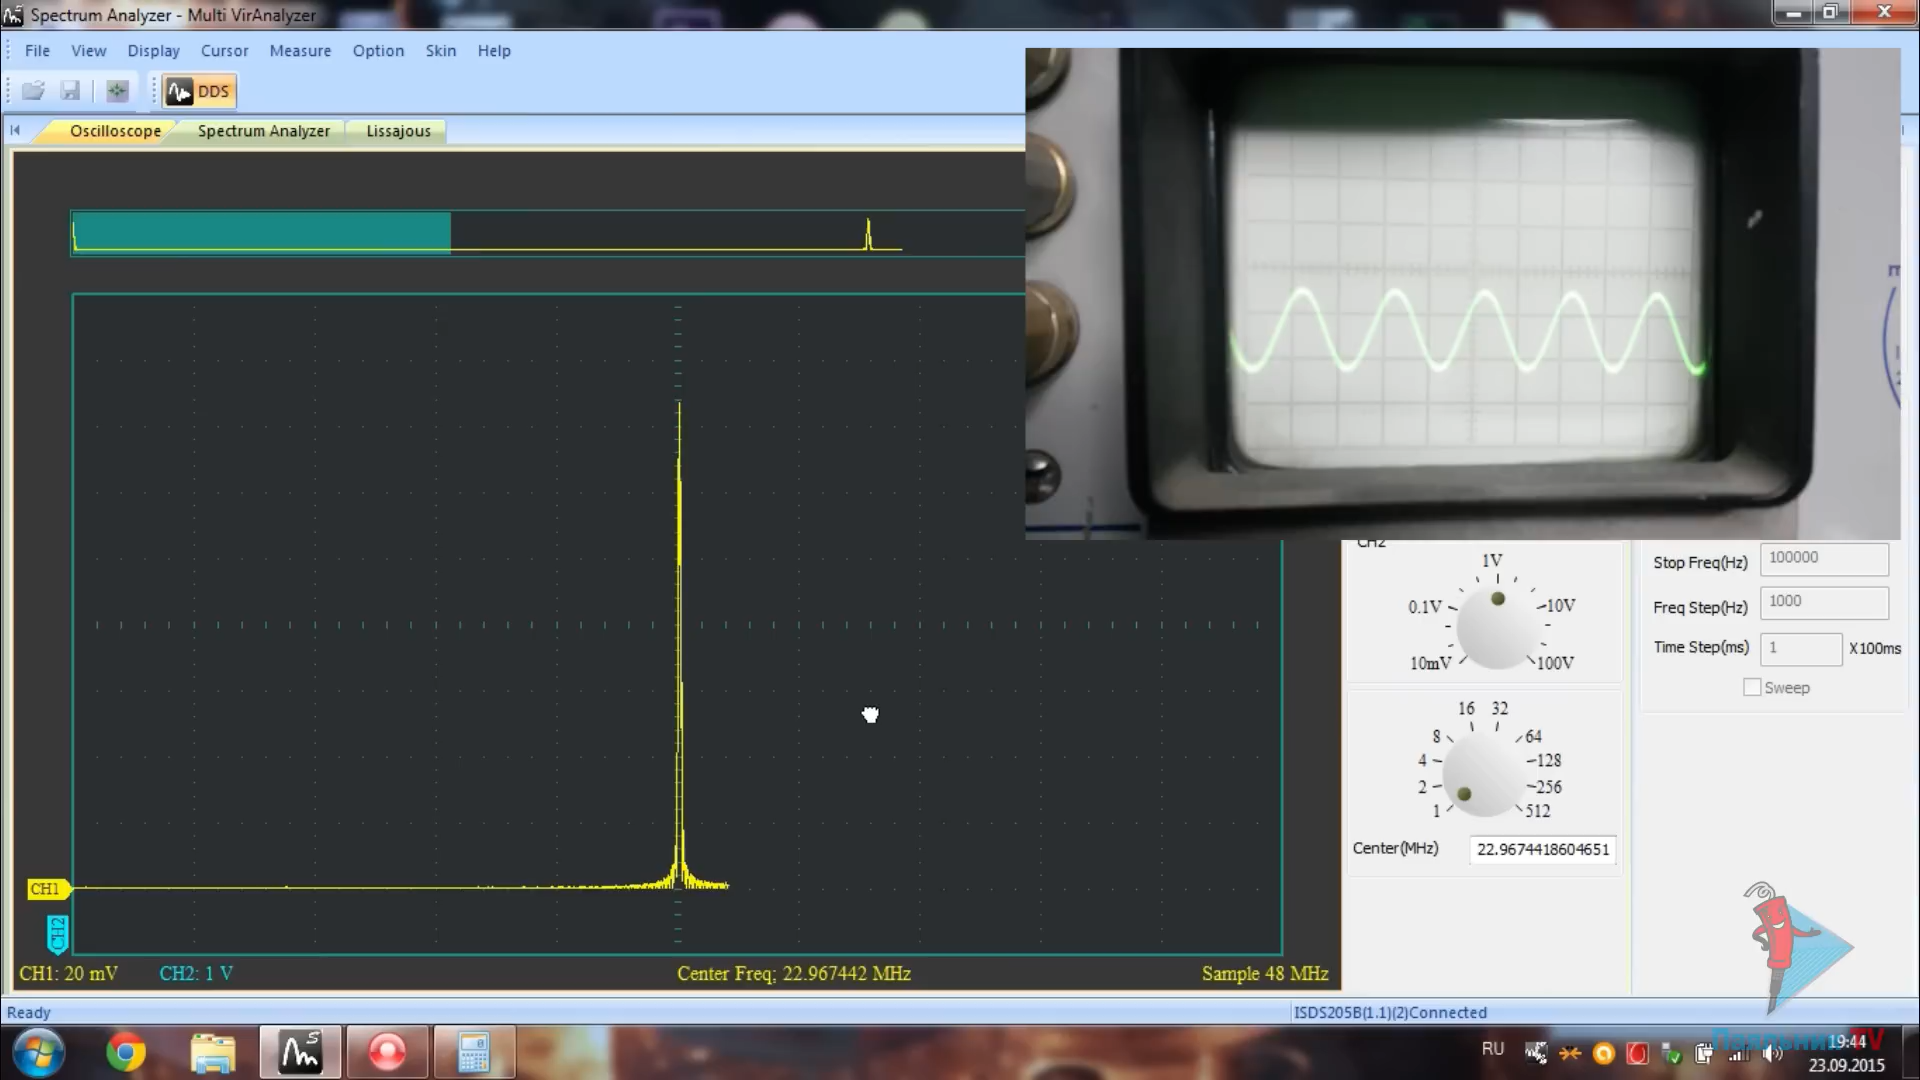 Spectrum Analyzer - Multi VirAnalyzer
File View Display Cursor Measure Option Skin Help
DDS
Oscilloscope Spectrum Analyzer Lissajous
CH2
1V
0.1V 10V
10mV 100V
Stop Freq(Hz) 100000
Freq Step(Hz) 1000
Time Step(ms) 1 X100ms
Sweep
16 32
8 64
4 128
2 256
1 512
Center(MHz) 22.9674418604651
CH1
CH2
CH1: 20 mV CH2: 1 V Center Freq; 22.967442 MHz Sample 48 MHz
Ready ISDS205B(1.1)(2)Connected
RU 19:44
23.09.2015